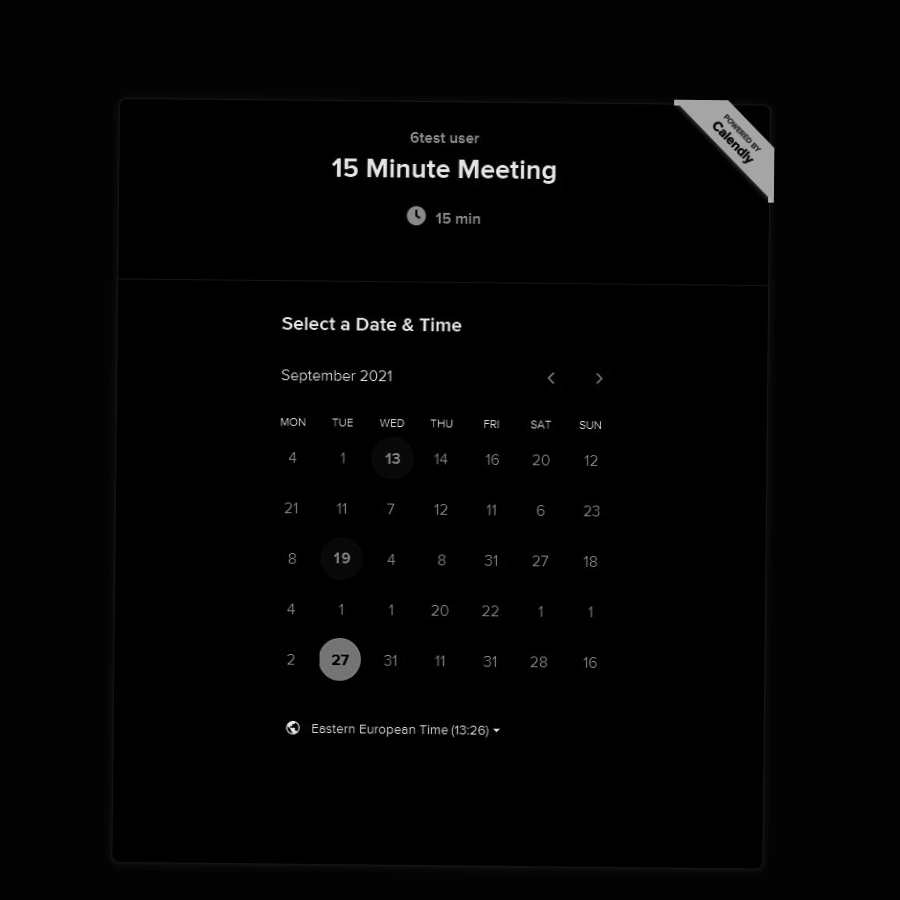 POWERED BY
Calendly
6test user
15 Minute Meeting
15 min
Select a Date & Time
September 2021
MON TUE WED THU FRI SAT SUN
4 1 13 14 16 20 12
21 11 7 12 11 6 23
8 19 4 8 31 27 18
4 1 1 20 22 1 1
2 27 31 11 31 28 16
Eastern European Time (13:26)